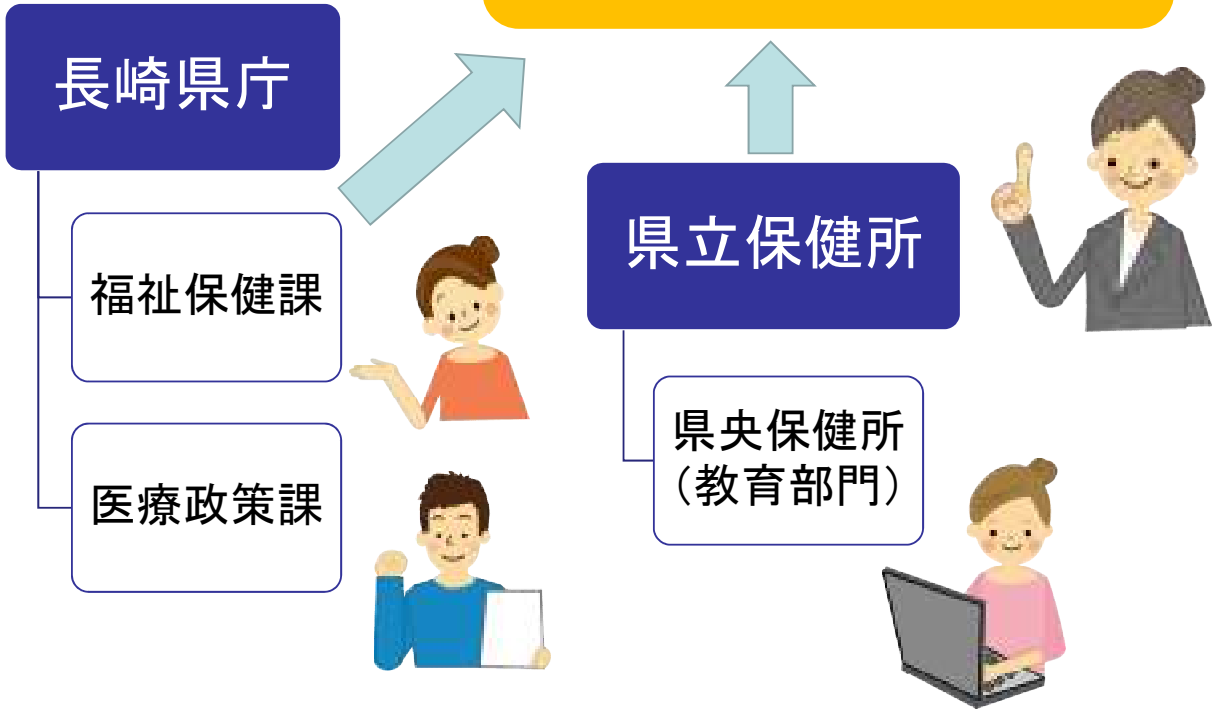 長崎県庁
福祉保健課
医療政策課
県立保健所
県央保健所
（教育部門）